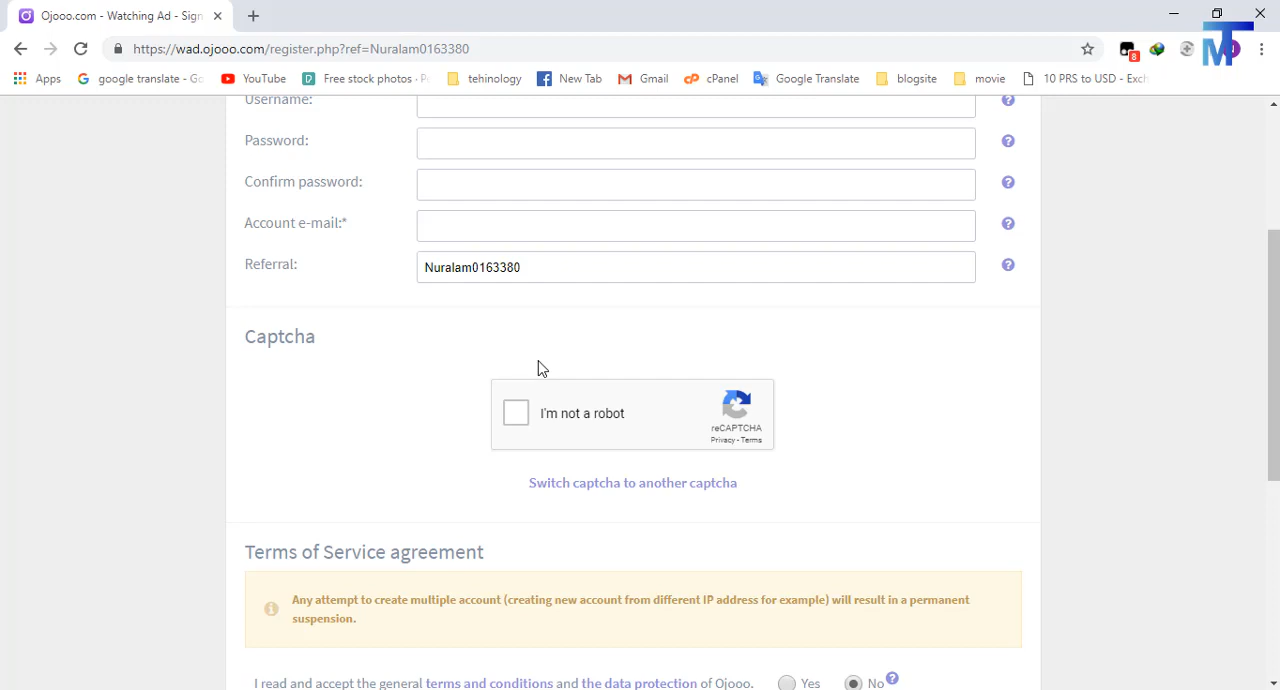 Ojooo.com - Watching Ad - Sign
https://wad.ojooo.com/register.php?ref=Nuralam0163380
8
MT
Apps google translate - Go YouTube Free stock photos - P tehinology New Tab Gmail cPanel Google Translate blogsite movie 10 PRS to USD - Exch
Username:
Password:
Confirm password:
Account e-mail:*
Referral: Nuralam0163380
Captcha
I'm not a robot
reCAPTCHA
Privacy - Terms
Switch captcha to another captcha
Terms of Service agreement
Any attempt to create multiple account (creating new account from different IP address for example) will result in a permanent
suspension.
I read and accept the general terms and conditions and the data protection of Ojooo. Yes No